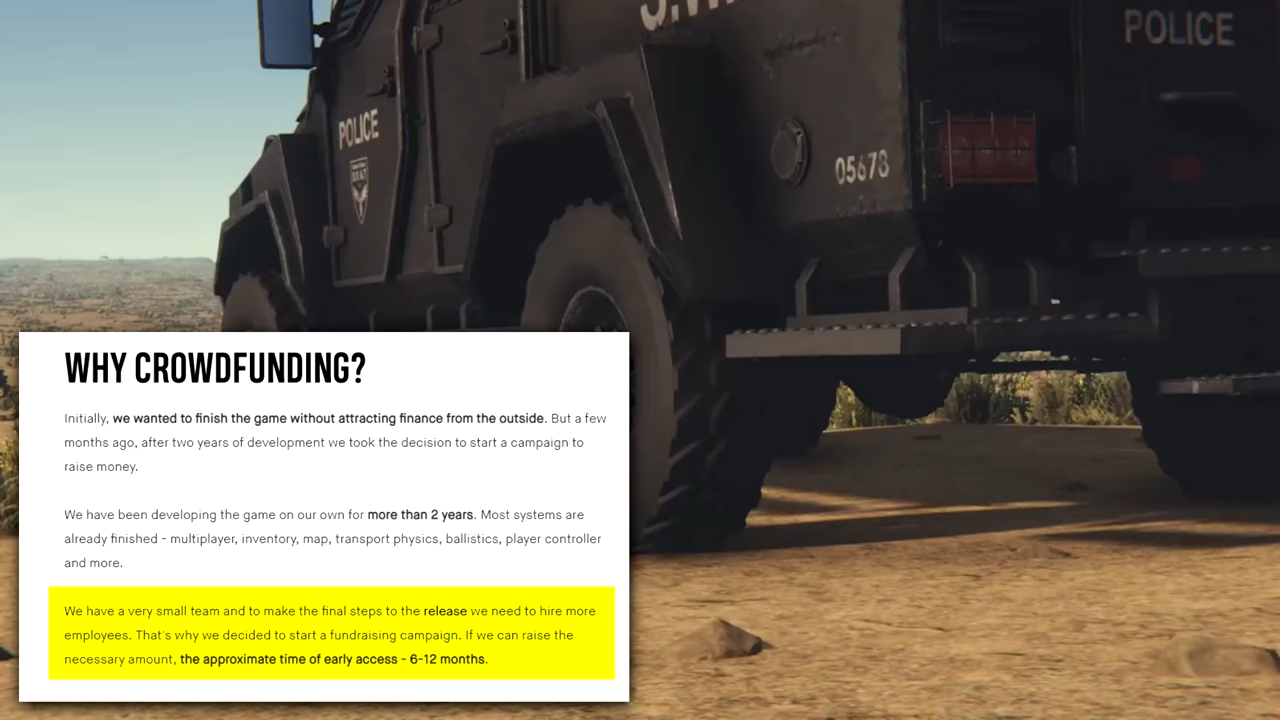 POLICE
POLICE
05673
WHY CROWDFUNDING?
Initially, we wanted to finish the game without attracting finance from the outside. But a few
months ago, after two years of development we took the decision to start a campaign to
raise money.
We have been developing the game on our own for more than 2 years. Most systems are
already finished - multiplayer, inventory, map, transport physics, ballistics, player controller
and more.
We have a very small team and to make the final steps to the release we need to hire more
employees. That's why we decided to start a fundraising campaign. If we can raise the
necessary amount, the approximate time of early access - 6-12 months.